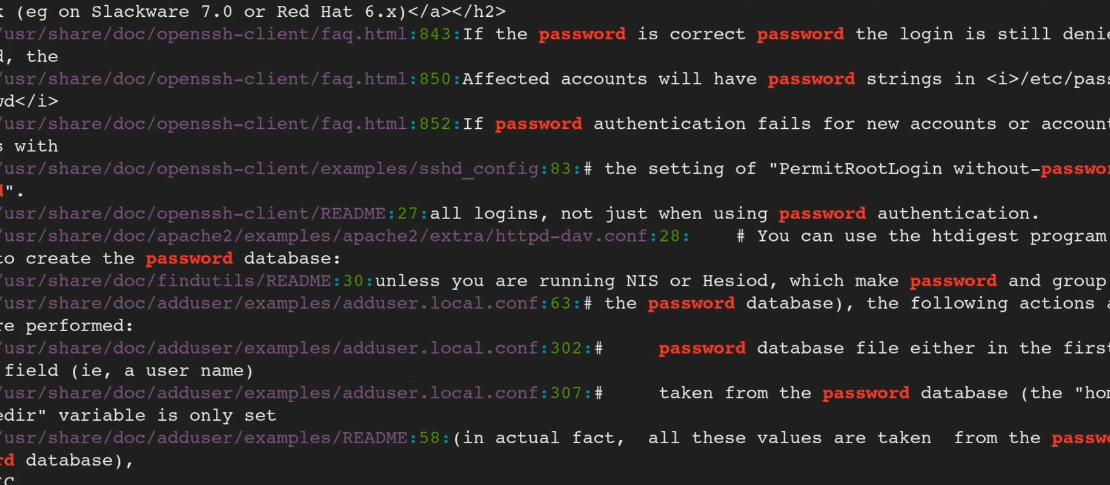 k (eg on Slackware 7.0 or Red Hat 6.x)</a></h2>
/usr/share/doc/openssh-client/faq.html:843:If the password is correct password the login is still denie
d, the
/usr/share/doc/openssh-client/faq.html:850:Affected accounts will have password strings in <i>/etc/pass
wd</i>
/usr/share/doc/openssh-client/faq.html:852:If password authentication fails for new accounts or account
s with
/usr/share/doc/openssh-client/examples/sshd_config:83:# the setting of "PermitRootLogin without-passwor
d".
/usr/share/doc/openssh-client/README:27:all logins, not just when using password authentication.
/usr/share/doc/apache2/examples/apache2/extra/httpd-dav.conf:28:    # You can use the htdigest program
to create the password database:
/usr/share/doc/findutils/README:30:unless you are running NIS or Hesiod, which make password and group
/usr/share/doc/adduser/examples/adduser.local.conf:63:# the password database), the following actions a
re performed:
/usr/share/doc/adduser/examples/adduser.local.conf:302:#     password database file either in the first
field (ie, a user name)
/usr/share/doc/adduser/examples/adduser.local.conf:307:#     taken from the password database (the "hom
edir" variable is only set
/usr/share/doc/adduser/examples/README:58:(in actual fact,  all these values are taken  from the passwo
rd database),